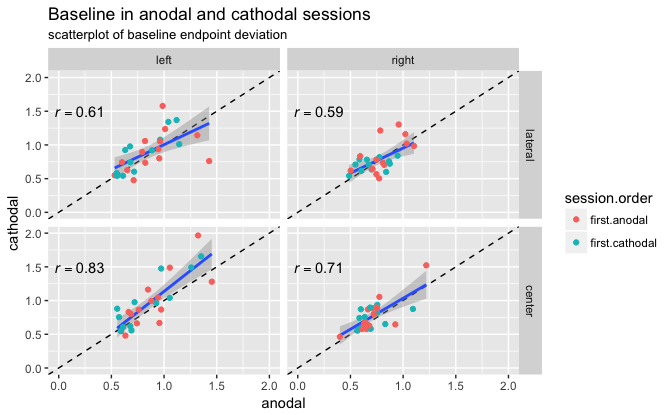 Baseline in anodal and cathodal sessions
scatterplot of baseline endpoint deviation
left
right
2.0
1.5
1.0
0.5
0.0
r = 0.61
r = 0.59
lateral
2.0
1.5
1.0
0.5
0.0
r = 0.83
r = 0.71
center
cathodal
0.0 0.5 1.0 1.5 2.0
0.0 0.5 1.0 1.5 2.0
anodal
session.order
first.anodal
first.cathodal